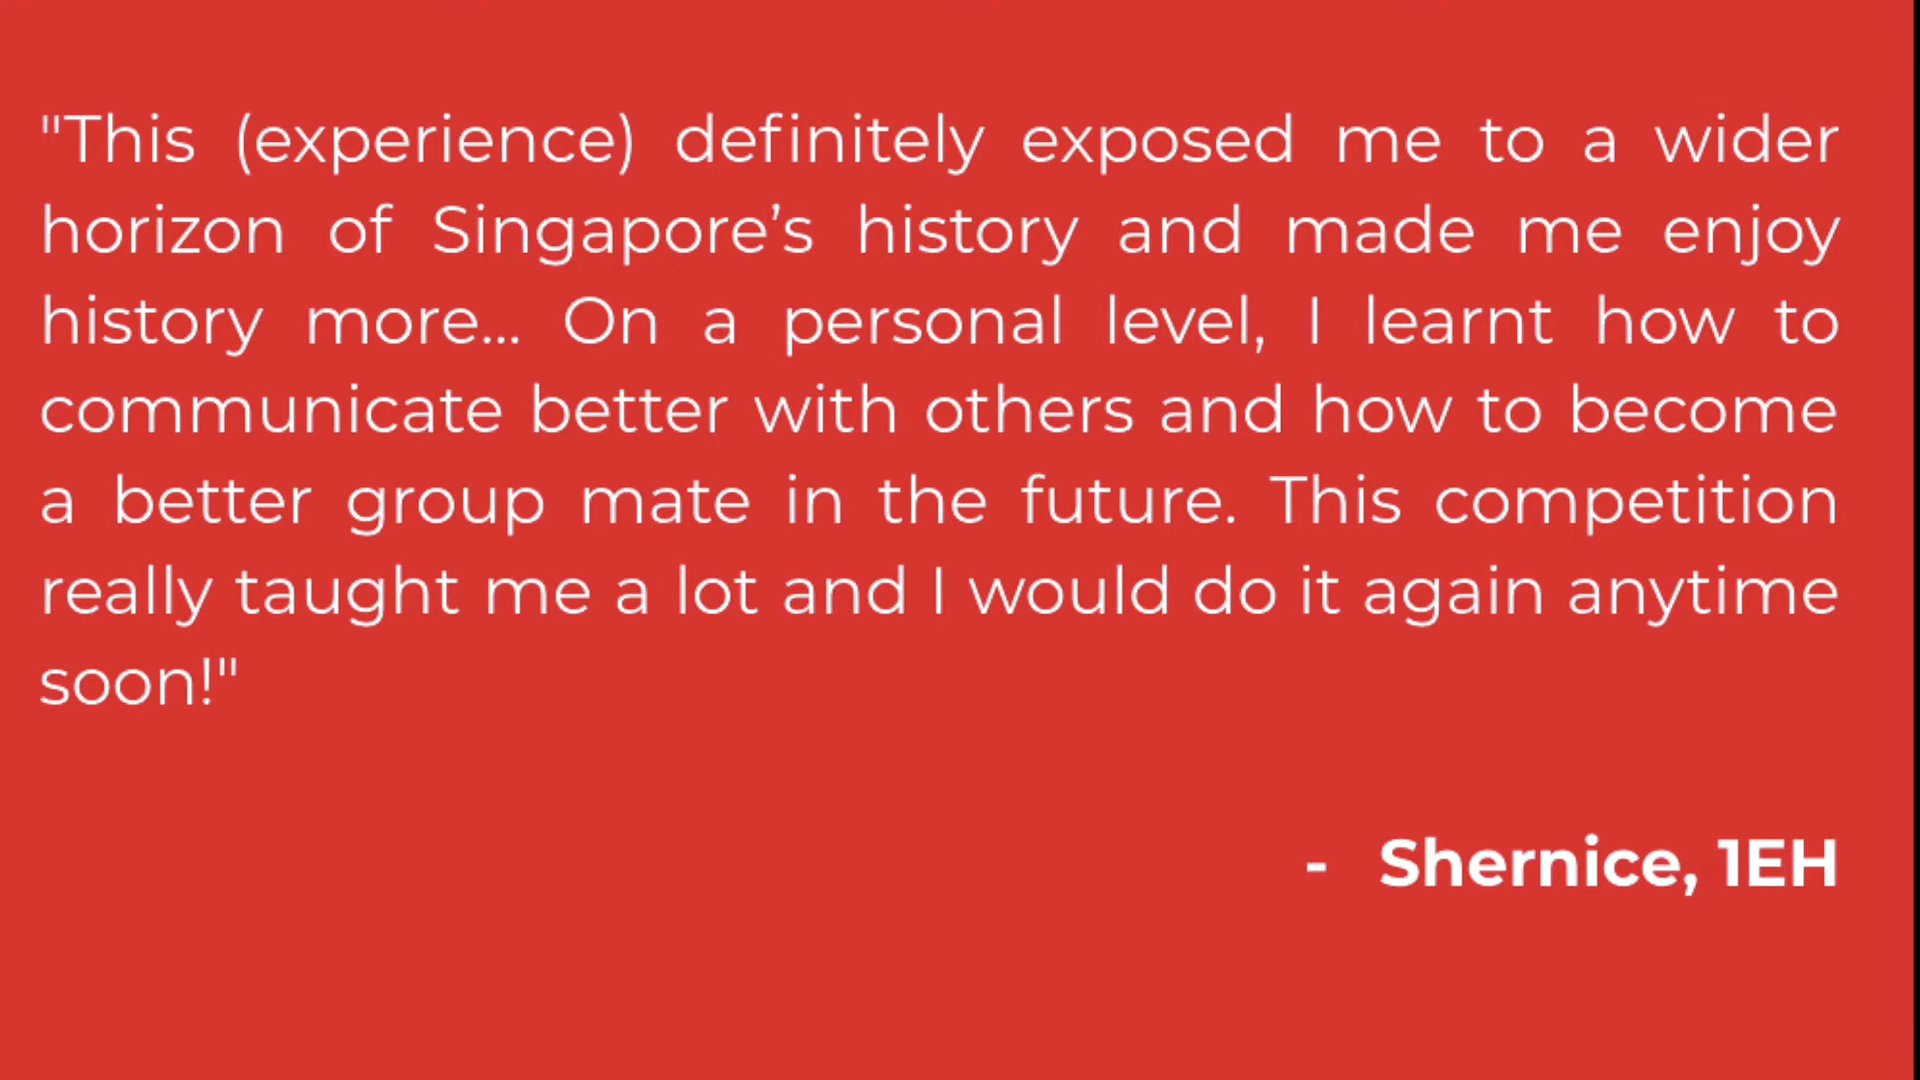 "This (experience) definitely exposed me to a wider
horizon of Singapore’s history and made me enjoy
history more... On a personal level, I learnt how to
communicate better with others and how to become
a better group mate in the future. This competition
really taught me a lot and I would do it again anytime
soon!"
- Shernice, 1EH